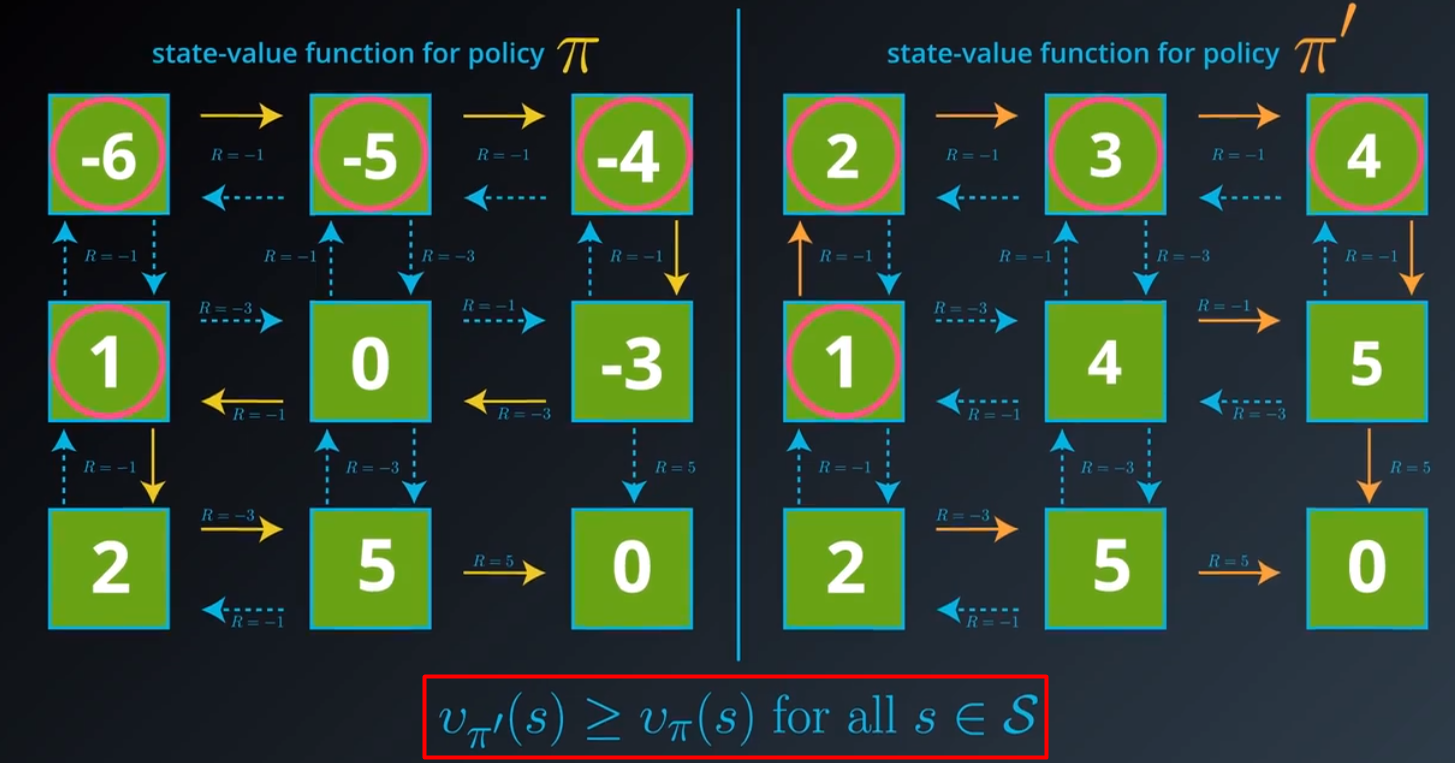 state-value function for policy π
-6 -5 -4
R = −1 R = −1
R = −1 R = −1 R = −3 R = −1
R = −3 R = −1
1 0 -3
R = −1 R = −3
R = −1 R = −3 R = 5
R = −3
2 5 0
R = 5
R = −1
state-value function for policy π′
2 3 4
R = −1 R = −1
R = −1 R = −1 R = −3 R = −1
R = −3 R = −1
1 4 5
R = −1 R = −3
R = −1 R = −3 R = 5
R = −3
2 5 0
R = 5
R = −1
vπ′(s) ≥ vπ(s) for all s ∈ 𝒮